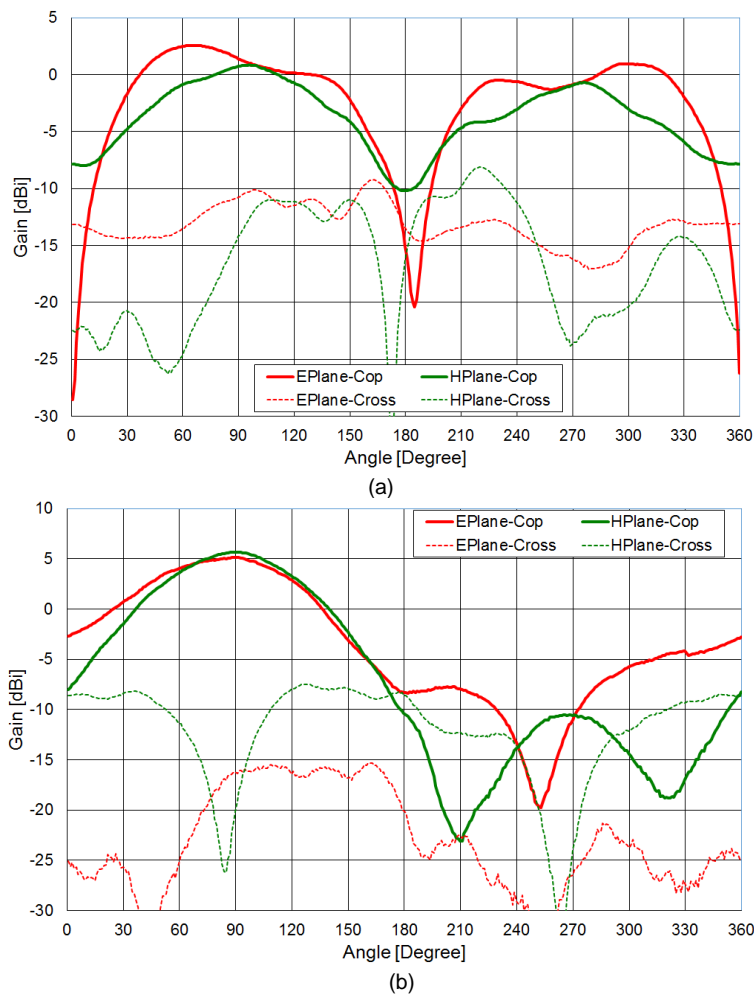 5
0
-5
-10
-15
-20
-25
-30
Gain [dBi]
EPlane-Cop HPlane-Cop
EPlane-Cross HPlane-Cross
0 30 60 90 120 150 180 210 240 270 300 330 360
Angle [Degree]
(a)
10
5
0
-5
-10
-15
-20
-25
-30
Gain [dBi]
EPlane-Cop HPlane-Cop
EPlane-Cross HPlane-Cross
0 30 60 90 120 150 180 210 240 270 300 330 360
Angle [Degree]
(b)